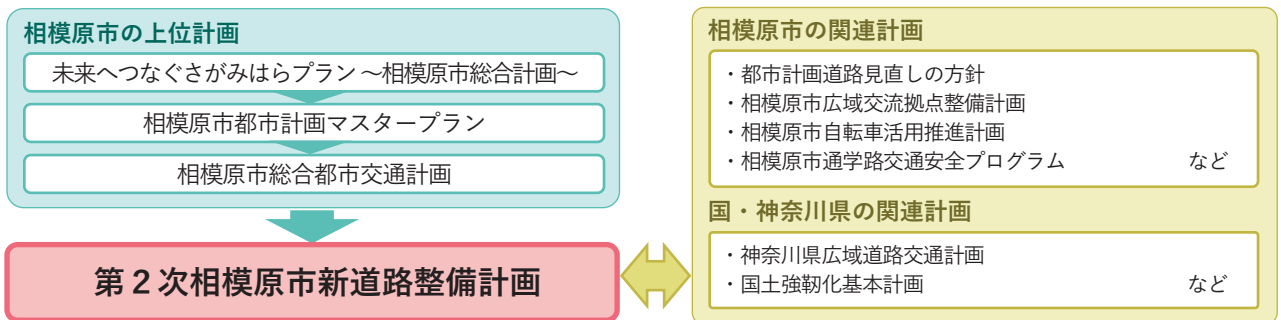 相模原市の上位計画
未来へつなぐさがみはらプラン～相模原市総合計画～
相模原市都市計画マスタープラン
相模原市総合都市交通計画
第２次相模原市新道路整備計画
相模原市の関連計画
・都市計画道路見直しの方針
・相模原市広域交流拠点整備計画
・相模原市自転車活用推進計画
・相模原市通学路交通安全プログラム　など
国・神奈川県の関連計画
・神奈川県広域道路交通計画
・国土強靭化基本計画　など